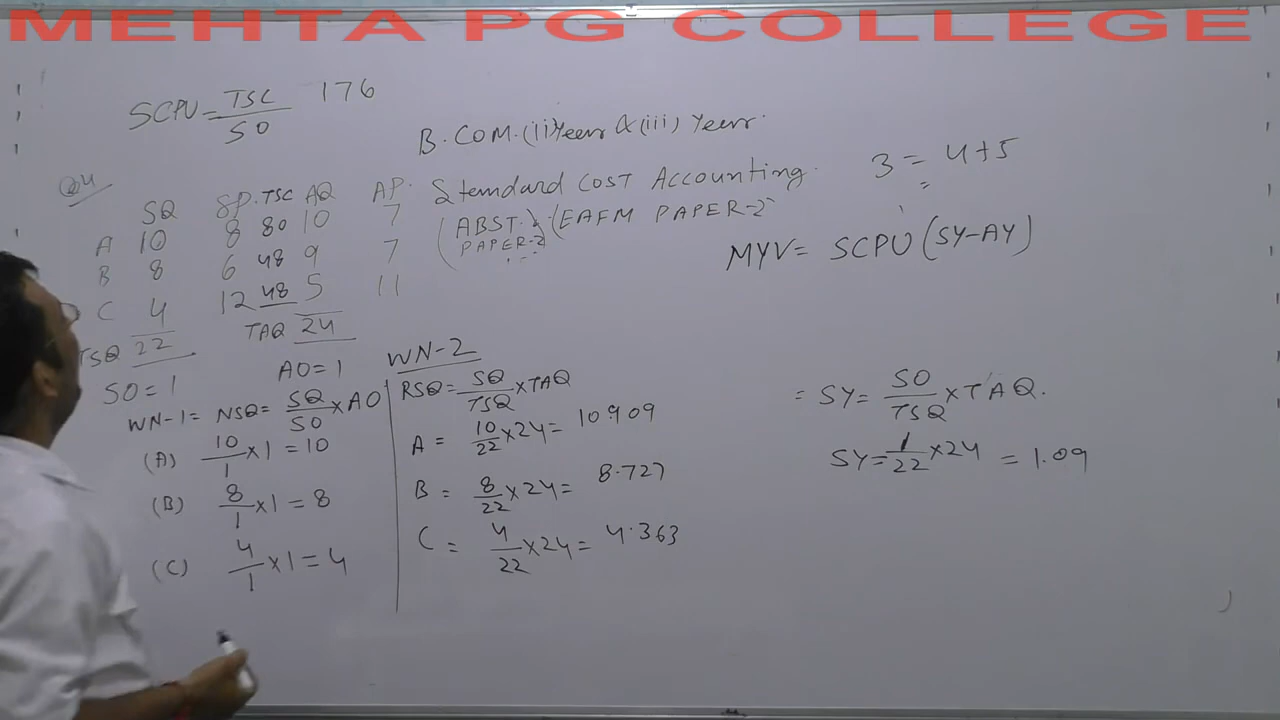 MEHTA PG COLLEGE
SCPU = TSC / SO 176
B.COM.(ii)Year & (iii) Year.
Standard COST Accounting.
(ABST. PAPER-2) (EAFM PAPER-2)
3 = 4+5
MYV = SCPU (SY-AY)
Q.4
SQ SP. TSC AQ AP.
A 10 8 80 10 7
B 8 6 48 9 7
C 4 12 48 5 11
TSQ 22 TAQ 24
SO = 1 AO = 1
WN-1 = NSQ = SQ/SO × AO
(A) 10/1 × 1 = 10
(B) 8/1 × 1 = 8
(C) 4/1 × 1 = 4
WN-2
RSQ = SQ/TSQ × TAQ
A = 10/22 × 24 = 10.909
B = 8/22 × 24 = 8.727
C = 4/22 × 24 = 4.363
= SY = SO/TSQ × TAQ.
SY = 1/22 × 24 = 1.09